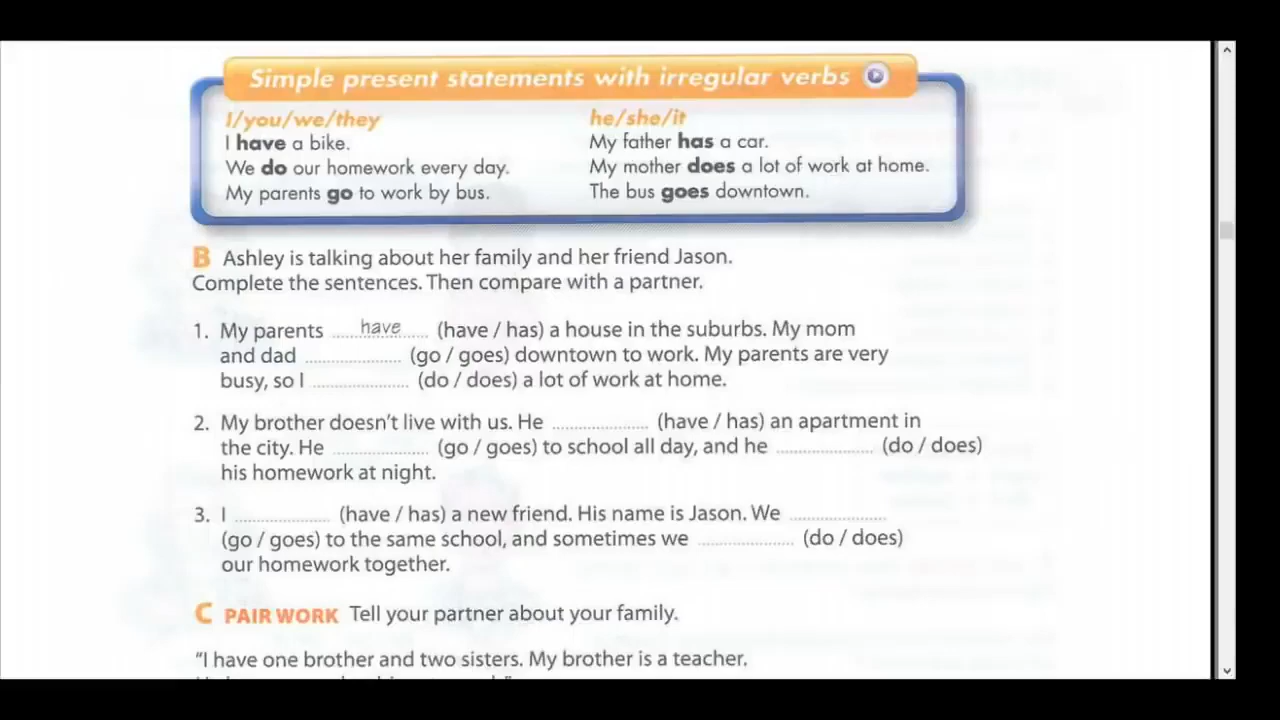 Simple present statements with irregular verbs
I/you/we/they
I have a bike.
We do our homework every day.
My parents go to work by bus.
he/she/it
My father has a car.
My mother does a lot of work at home.
The bus goes downtown.
B Ashley is talking about her family and her friend Jason.
Complete the sentences. Then compare with a partner.
1. My parents ....have.... (have / has) a house in the suburbs. My mom
and dad .................... (go / goes) downtown to work. My parents are very
busy, so I .................... (do / does) a lot of work at home.
2. My brother doesn't live with us. He .................... (have / has) an apartment in
the city. He .................... (go / goes) to school all day, and he .................... (do / does)
his homework at night.
3. I .................... (have / has) a new friend. His name is Jason. We ....................
(go / goes) to the same school, and sometimes we .................... (do / does)
our homework together.
C PAIR WORK Tell your partner about your family.
"I have one brother and two sisters. My brother is a teacher.